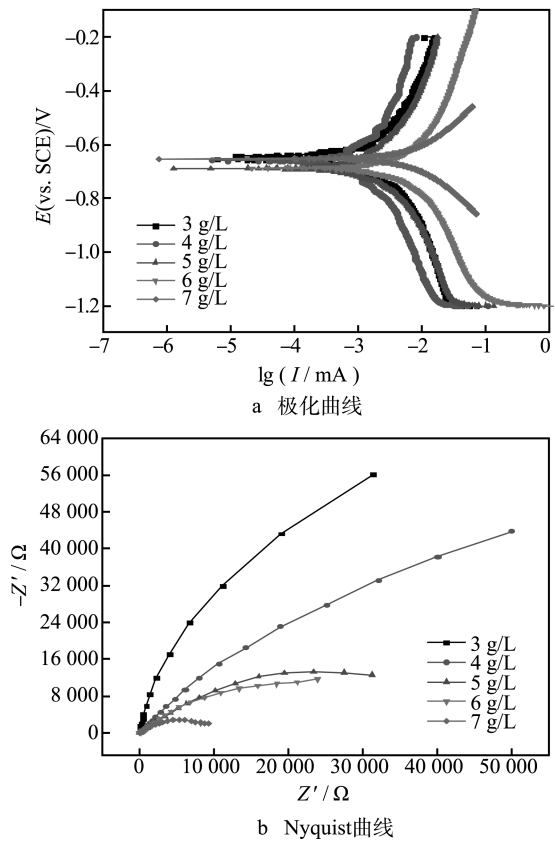 E(vs. SCE)/V
−0.2
−0.4
−0.6
−0.8
−1.0
−1.2
3 g/L
4 g/L
5 g/L
6 g/L
7 g/L
−7 −6 −5 −4 −3 −2 −1 0
lg ( I / mA )
a 极化曲线
−Z′ / Ω
64 000
56 000
48 000
40 000
32 000
24 000
16 000
8 000
0
3 g/L
4 g/L
5 g/L
6 g/L
7 g/L
0 10 000 20 000 30 000 40 000 50 000
Z′ / Ω
b Nyquist曲线